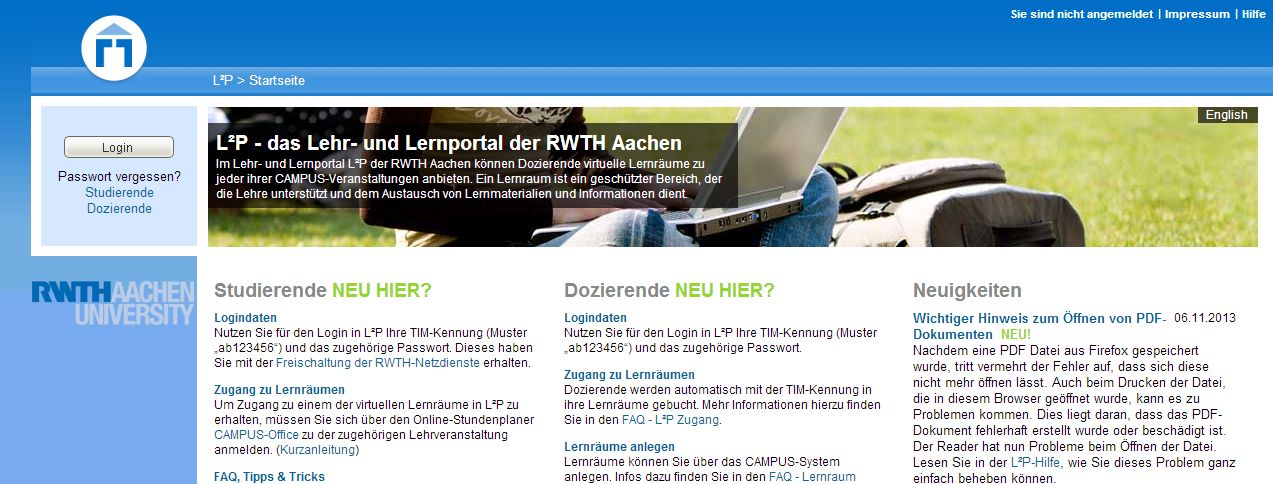 Sie sind nicht angemeldet | Impressum | Hilfe
L²P > Startseite
Login
Passwort vergessen?
Studierende
Dozierende
RWTH AACHEN
UNIVERSITY
English
L²P - das Lehr- und Lernportal der RWTH Aachen
Im Lehr- und Lernportal L²P der RWTH Aachen können Dozierende virtuelle Lernräume zu
jeder ihrer CAMPUS-Veranstaltungen anbieten. Ein Lernraum ist ein geschützter Bereich, der
die Lehre unterstützt und dem Austausch von Lernmaterialien und Informationen dient.
Studierende NEU HIER?
Logindaten
Nutzen Sie für den Login in L²P Ihre TIM-Kennung (Muster
„ab123456“) und das zugehörige Passwort. Dieses haben
Sie mit der Freischaltung der RWTH-Netzdienste erhalten.
Zugang zu Lernräumen
Um Zugang zu einem der virtuellen Lernräume in L²P zu
erhalten, müssen Sie sich über den Online-Stundenplaner
CAMPUS-Office zu der zugehörigen Lehrveranstaltung
anmelden. (Kurzanleitung)
FAQ, Tipps & Tricks
Dozierende NEU HIER?
Logindaten
Nutzen Sie für den Login in L²P Ihre TIM-Kennung (Muster
„ab123456“) und das zugehörige Passwort.
Zugang zu Lernräumen
Dozierende werden automatisch mit der TIM-Kennung in
ihre Lernräume gebucht. Mehr Informationen hierzu finden
Sie in den FAQ - L²P Zugang.
Lernräume anlegen
Lernräume können Sie über das CAMPUS-System
anlegen. Infos dazu finden Sie in den FAQ - Lernraum
Neuigkeiten
Wichtiger Hinweis zum Öffnen von PDF- 06.11.2013
Dokumenten NEU!
Nachdem eine PDF Datei aus Firefox gespeichert
wurde, tritt vermehrt der Fehler auf, dass sich diese
nicht mehr öffnen lässt. Auch beim Drucken der Datei,
die in diesem Browser geöffnet wurde, kann es zu
Problemen kommen. Dies liegt daran, dass das PDF-
Dokument fehlerhaft erstellt wurde oder beschädigt ist.
Der Reader hat nun Probleme beim Öffnen der Datei.
Lesen Sie in der L²P-Hilfe, wie Sie dieses Problem ganz
einfach beheben können.